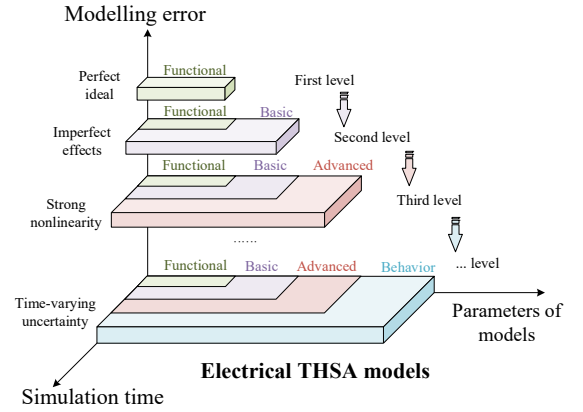 Modelling error
Functional
Perfect
ideal
First level
Functional
Basic
Imperfect
effects
Second level
Functional
Basic
Advanced
Strong
nonlinearity
Third level
......
Functional
Basic
Advanced
Behavior
... level
Time-varying
uncertainty
Parameters of
models
Electrical THSA models
Simulation time